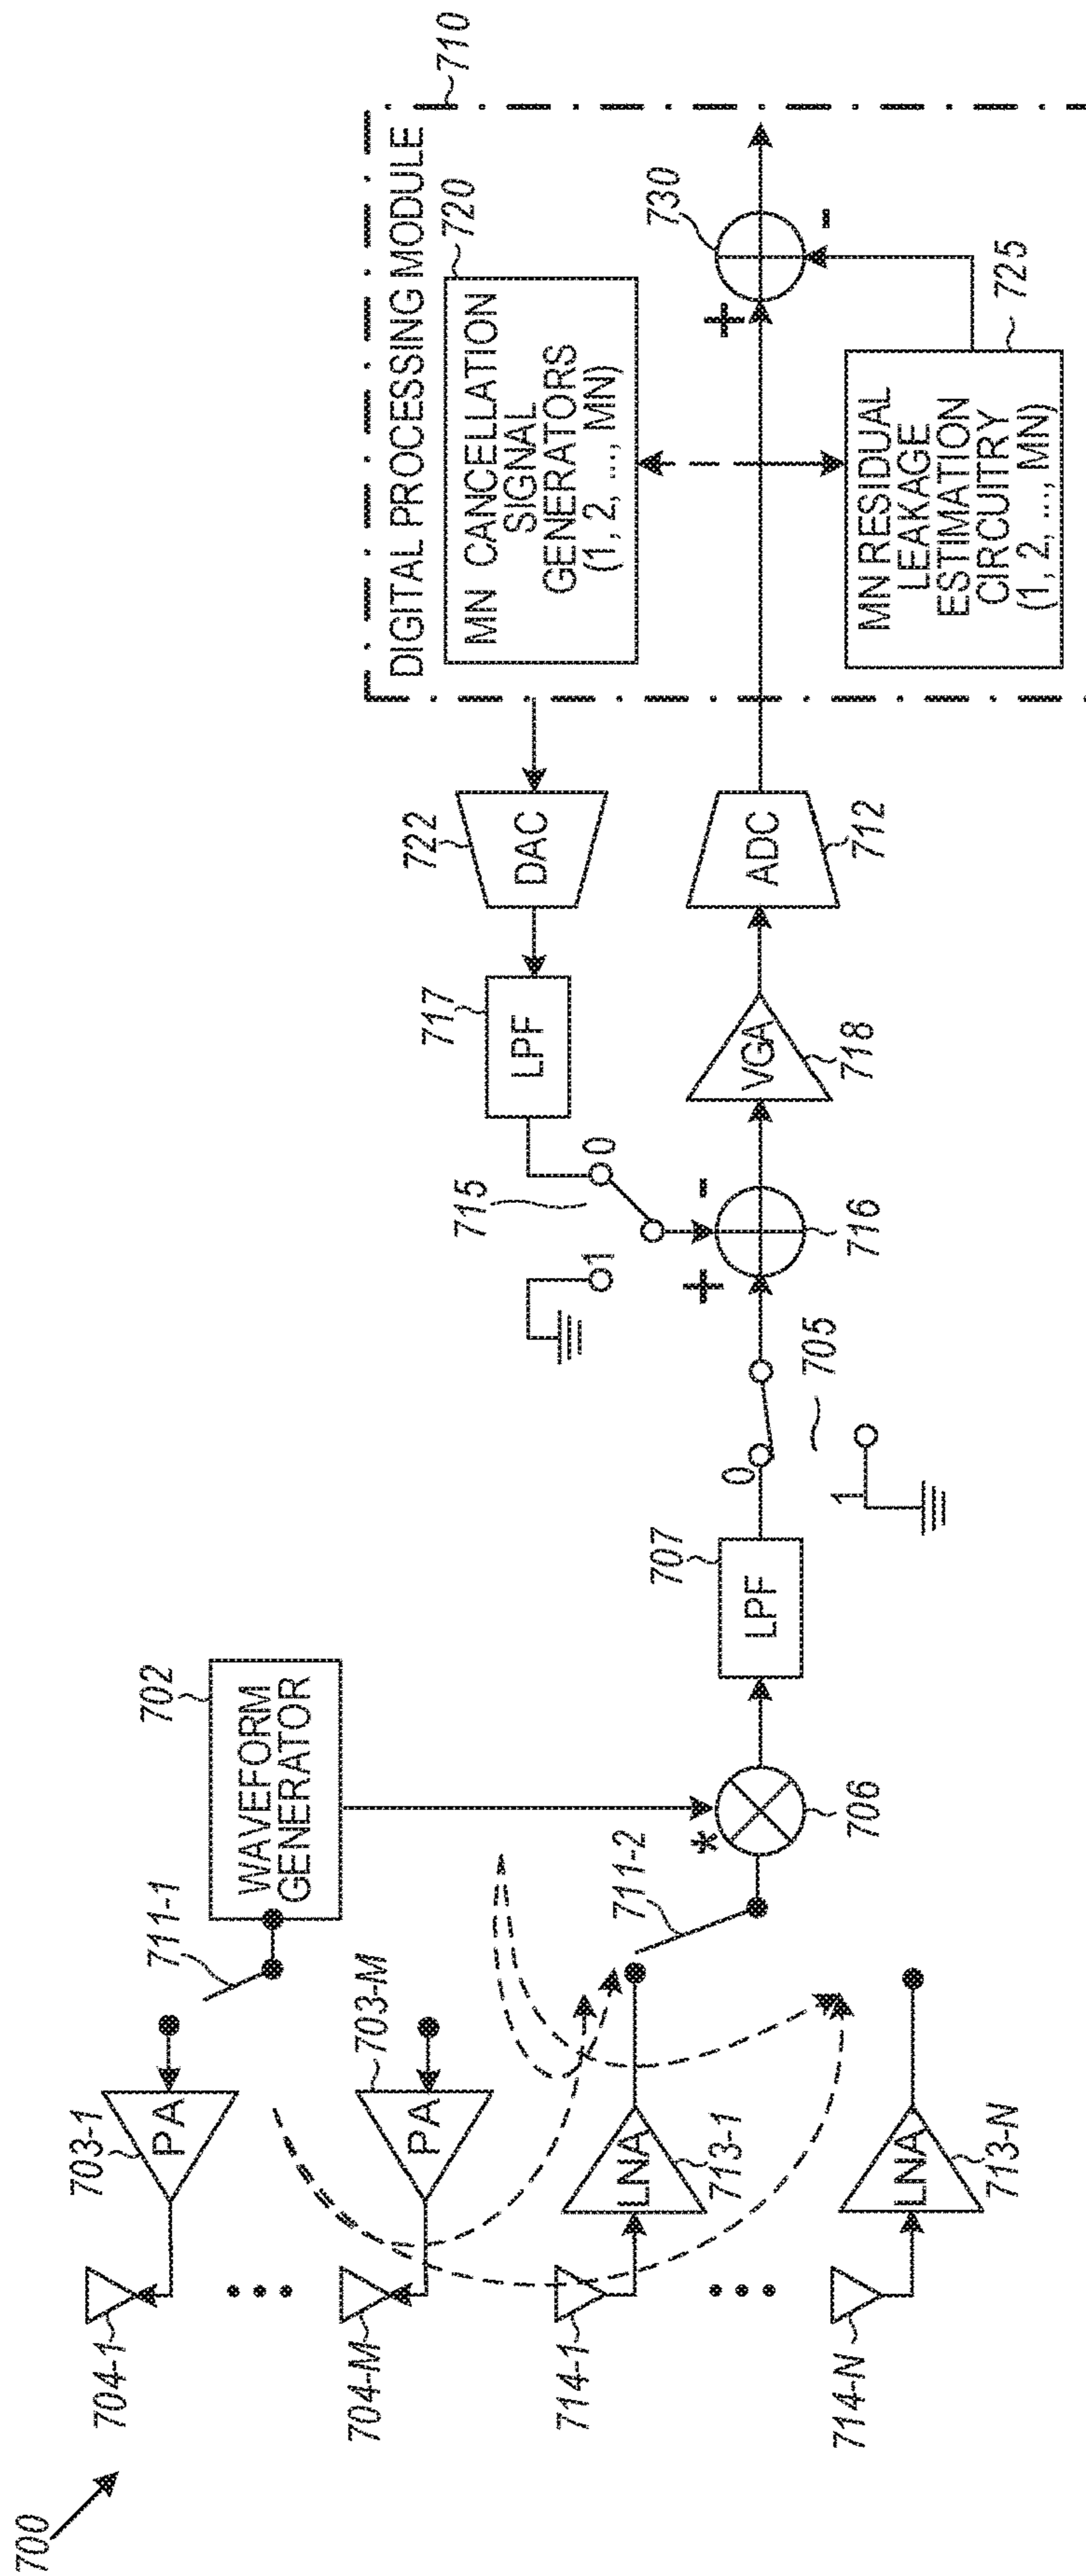 700
704-1
703-1
PA
711-1
702
WAVEFORM
GENERATOR
704-M
703-M
PA
714-1
LNA
713-1
711-2
714-N
LNA
713-N
*
706
707
LPF
0
1
705
+
-
716
1
0
715
717
LPF
722
DAC
VGA
718
ADC
712
DIGITAL PROCESSING MODULE
710
720
MN CANCELLATION
SIGNAL
GENERATORS
(1, 2, ..., MN)
+
730
-
MN RESIDUAL
LEAKAGE
ESTIMATION
CIRCUITRY
(1, 2, ..., MN)
725